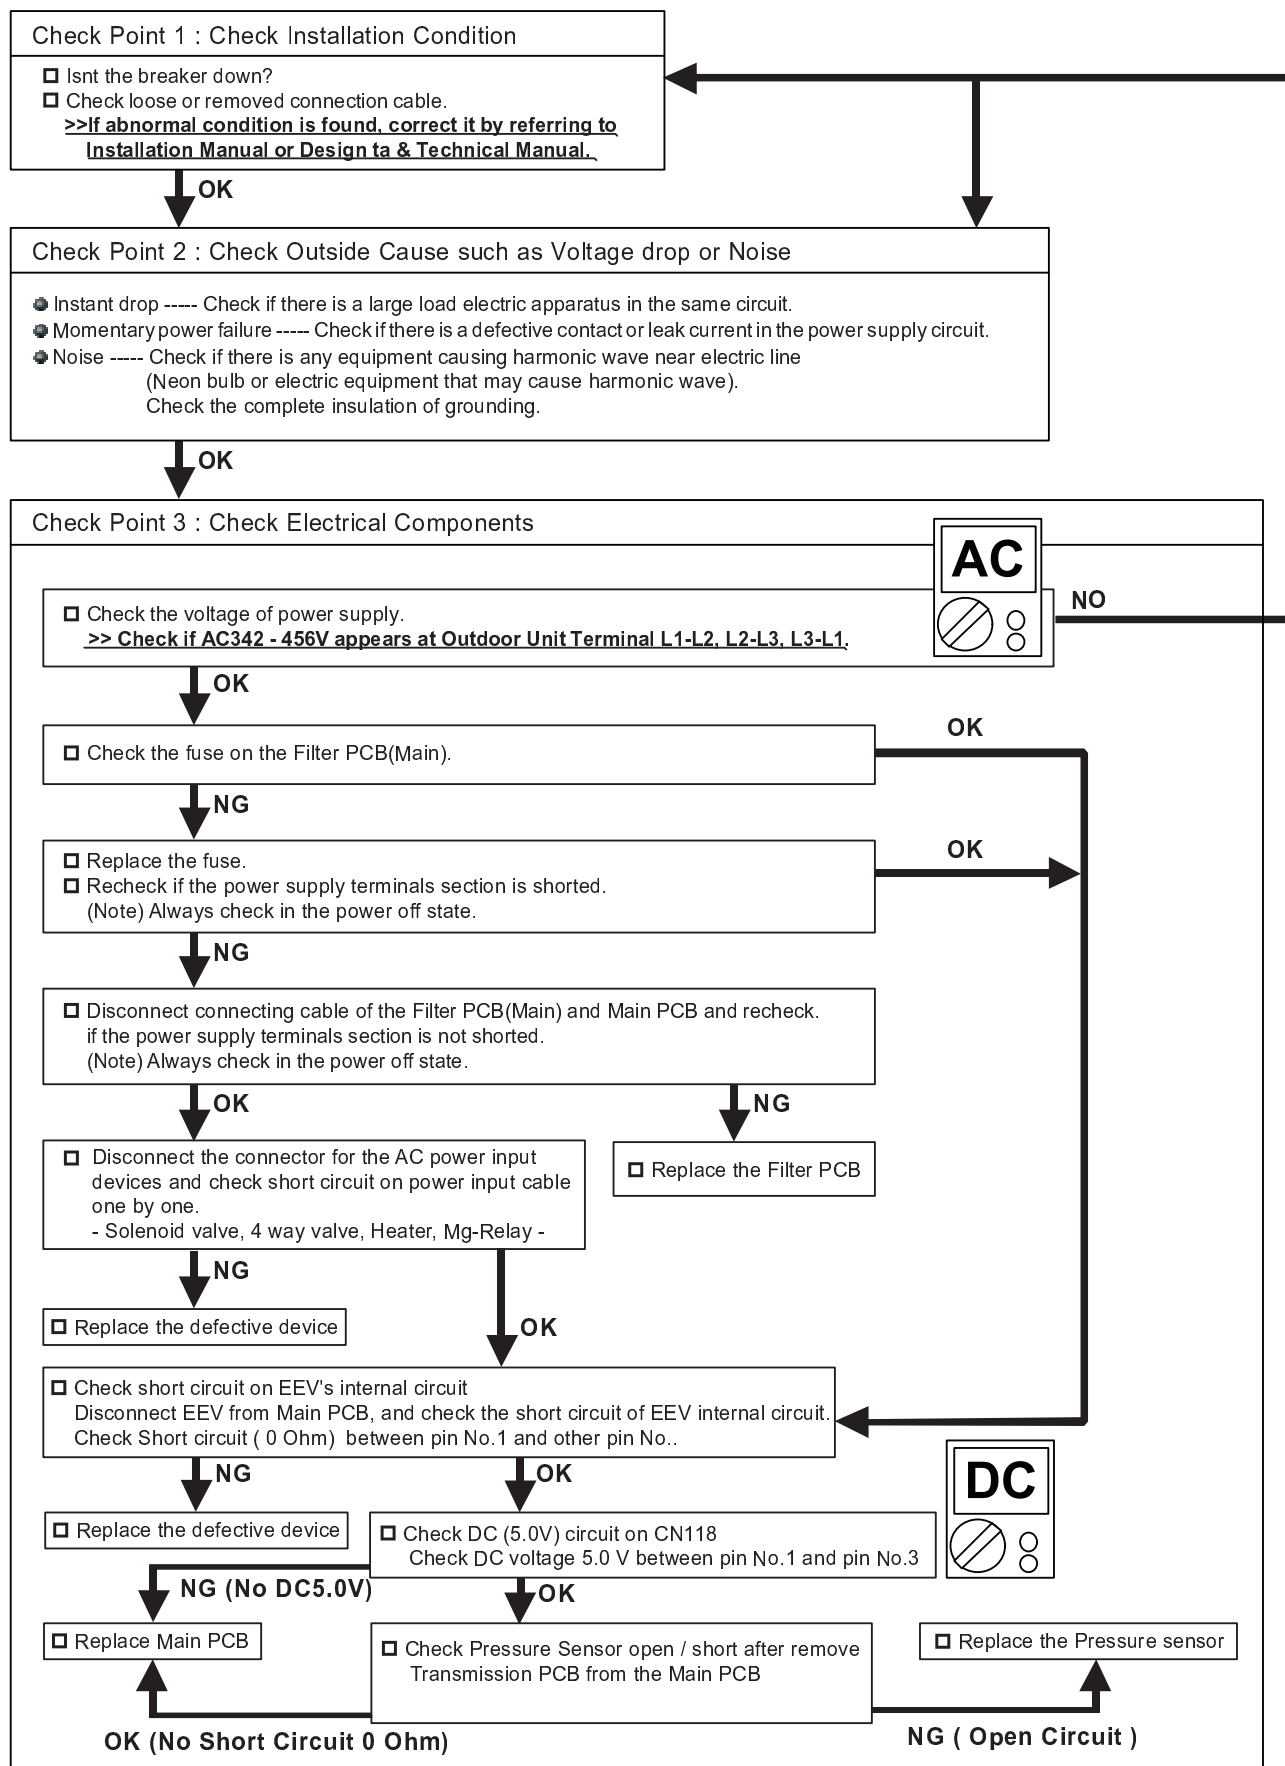 Check Point 1 : Check Installation Condition
Isnt the breaker down?
Check loose or removed connection cable.
>>If abnormal condition is found, correct it by referring to
Installation Manual or Design ta & Technical Manual.
OK
Check Point 2 : Check Outside Cause such as Voltage drop or Noise
Instant drop ----- Check if there is a large load electric apparatus in the same circuit.
Momentary power failure ----- Check if there is a defective contact or leak current in the power supply circuit.
Noise ----- Check if there is any equipment causing harmonic wave near electric line
(Neon bulb or electric equipment that may cause harmonic wave).
Check the complete insulation of grounding.
OK
Check Point 3 : Check Electrical Components
AC
Check the voltage of power supply.
>> Check if AC342 - 456V appears at Outdoor Unit Terminal L1-L2, L2-L3, L3-L1.
NO
OK
Check the fuse on the Filter PCB(Main).
OK
NG
Replace the fuse.
Recheck if the power supply terminals section is shorted.
(Note) Always check in the power off state.
OK
NG
Disconnect connecting cable of the Filter PCB(Main) and Main PCB and recheck.
if the power supply terminals section is not shorted.
(Note) Always check in the power off state.
OK
NG
Disconnect the connector for the AC power input
devices and check short circuit on power input cable
one by one.
- Solenoid valve, 4 way valve, Heater, Mg-Relay -
Replace the Filter PCB
NG
OK
Replace the defective device
Check short circuit on EEV's internal circuit
Disconnect EEV from Main PCB, and check the short circuit of EEV internal circuit.
Check Short circuit ( 0 Ohm) between pin No.1 and other pin No..
NG
OK
DC
Replace the defective device
Check DC (5.0V) circuit on CN118
Check DC voltage 5.0 V between pin No.1 and pin No.3
NG (No DC5.0V)
OK
Replace Main PCB
Check Pressure Sensor open / short after remove
Transmission PCB from the Main PCB
Replace the Pressure sensor
OK (No Short Circuit 0 Ohm)
NG ( Open Circuit )